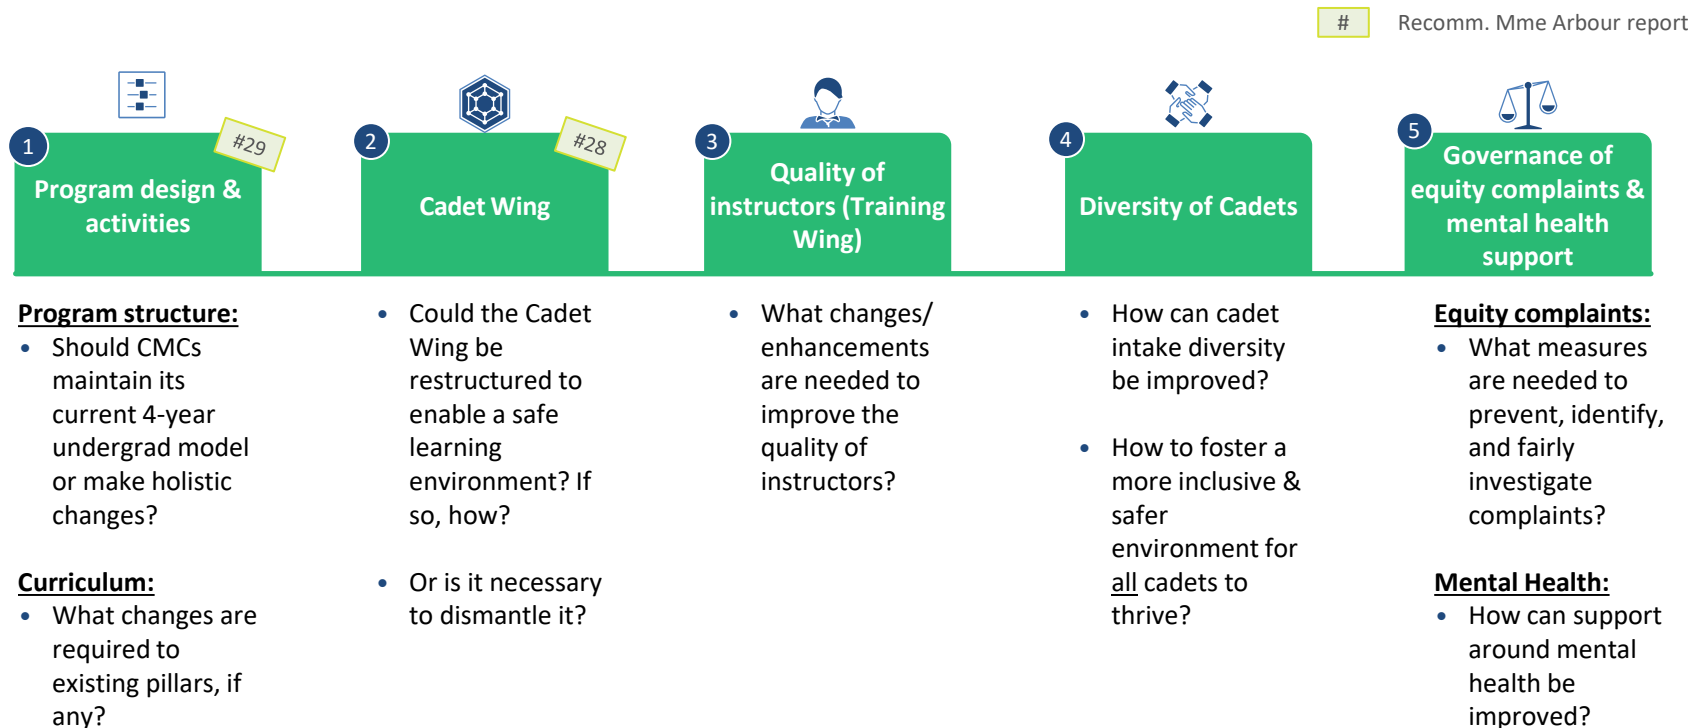 # Recomm. Mme Arbour report
1
#29
Program design &
activities
2
#28
Cadet Wing
3
Quality of
instructors (Training
Wing)
4
Diversity of Cadets
5
Governance of
equity complaints &
mental health
support
Program structure:
• Should CMCs
maintain its
current 4-year
undergrad model
or make holistic
changes?
Curriculum:
• What changes are
required to
existing pillars, if
any?
• Could the Cadet
Wing be
restructured to
enable a safe
learning
environment? If
so, how?
• Or is it necessary
to dismantle it?
• What changes/
enhancements
are needed to
improve the
quality of
instructors?
• How can cadet
intake diversity
be improved?
• How to foster a
more inclusive &
safer
environment for
all cadets to
thrive?
Equity complaints:
• What measures
are needed to
prevent, identify,
and fairly
investigate
complaints?
Mental Health:
• How can support
around mental
health be
improved?